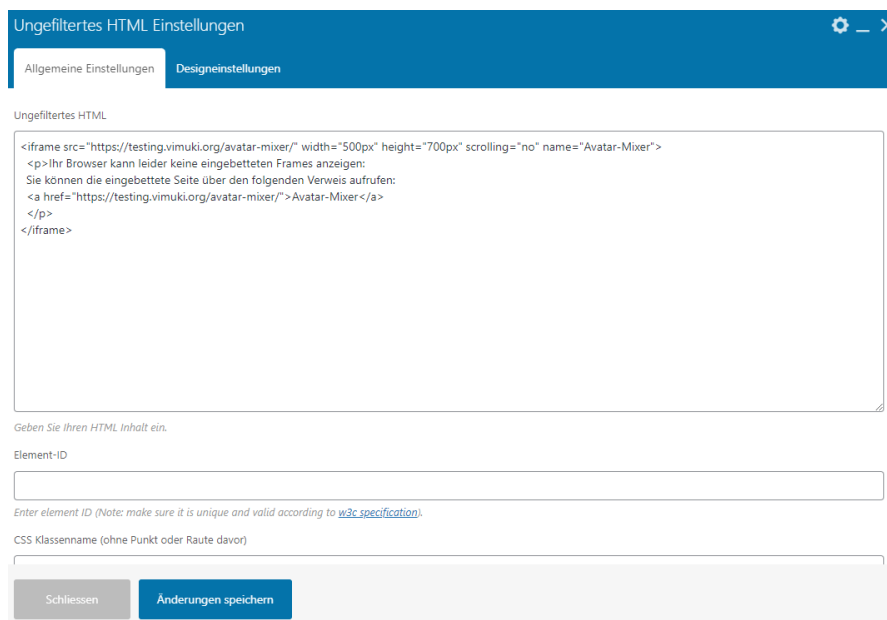 Ungefiltertes HTML Einstellungen
Allgemeine Einstellungen
Designeinstellungen
Ungefiltertes HTML
<iframe src="https://testing.vimuki.org/avatar-mixer/" width="500px" height="700px" scrolling="no" name="Avatar-Mixer">
<p>Ihr Browser kann leider keine eingebetteten Frames anzeigen:
Sie können die eingebettete Seite über den folgenden Verweis aufrufen:
<a href="https://testing.vimuki.org/avatar-mixer/">Avatar-Mixer</a>
</p>
</iframe>
Geben Sie Ihren HTML Inhalt ein.
Element-ID
Enter element ID (Note: make sure it is unique and valid according to w3c specification).
CSS Klassenname (ohne Punkt oder Raute davor)
Schliessen
Änderungen speichern